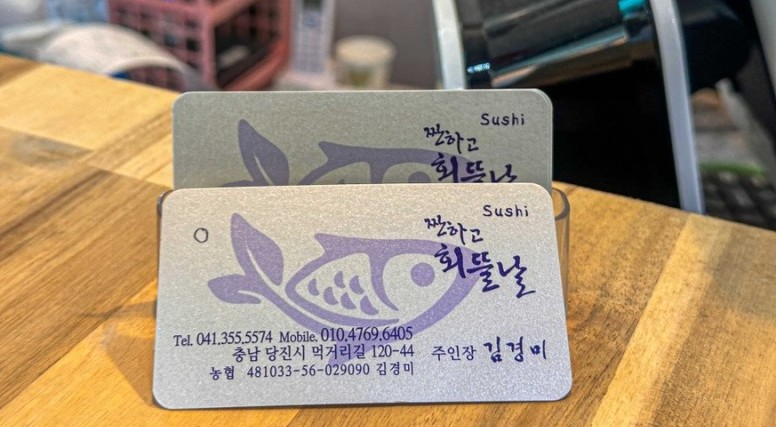 Sushi
짠하고
회뜰날
Sushi
짠하고
회뜰날
Tel. 041.355.5574 Mobile. 010.4769.6405
충남 당진시 먹거리길 120-44
주인장 김경미
농협 481033-56-029090 김경미